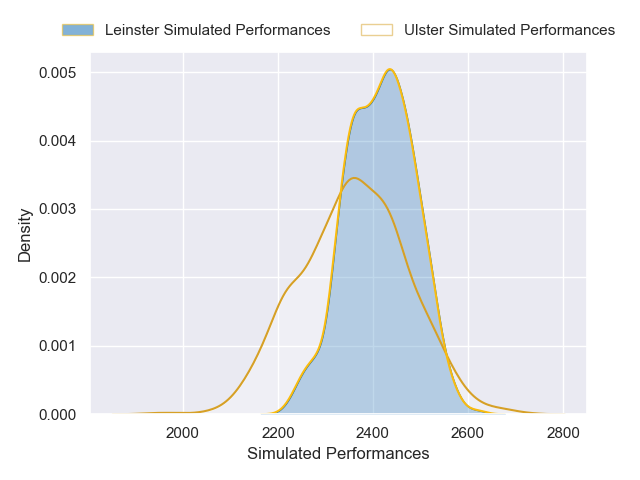 Leinster Simulated Performances
Ulster Simulated Performances
0.005
0.004
0.003
0.002
0.001
0.000
Density
2000
2200
2400
2600
2800
Simulated Performances